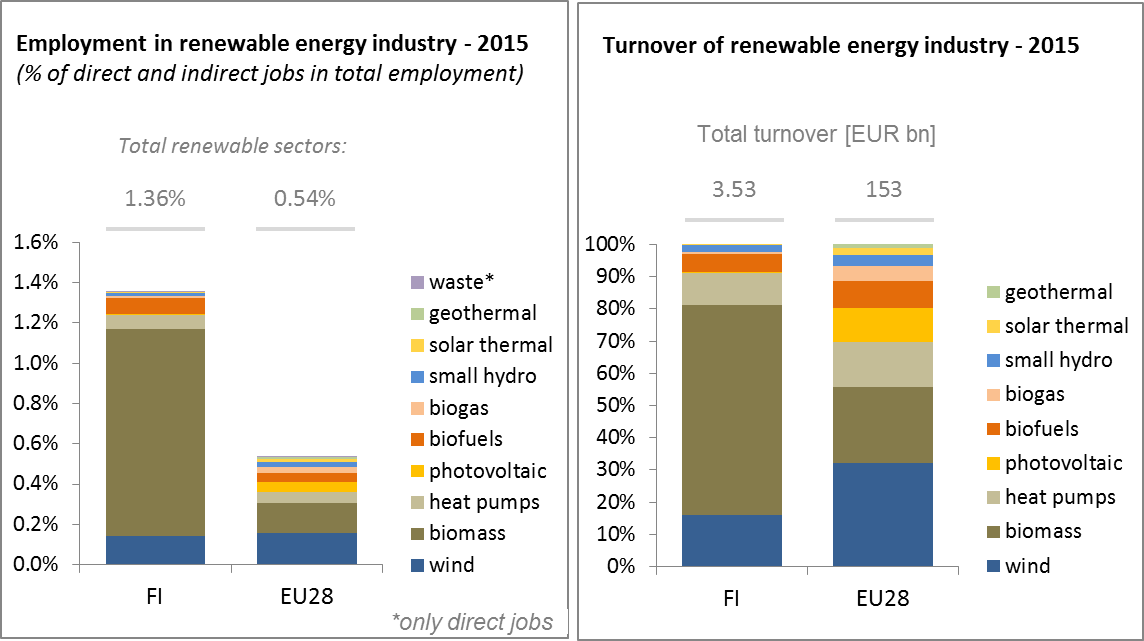 Employment in renewable energy industry - 2015
(% of direct and indirect jobs in total employment)
Total renewable sectors:
1.36% 0.54%
1.6%
1.4%
1.2%
1.0%
0.8%
0.6%
0.4%
0.2%
0.0%
FI EU28
waste*
geothermal
solar thermal
small hydro
biogas
biofuels
photovoltaic
heat pumps
biomass
wind
*only direct jobs
Turnover of renewable energy industry - 2015
Total turnover [EUR bn]
3.53 153
100%
90%
80%
70%
60%
50%
40%
30%
20%
10%
0%
FI EU28
geothermal
solar thermal
small hydro
biogas
biofuels
photovoltaic
heat pumps
biomass
wind